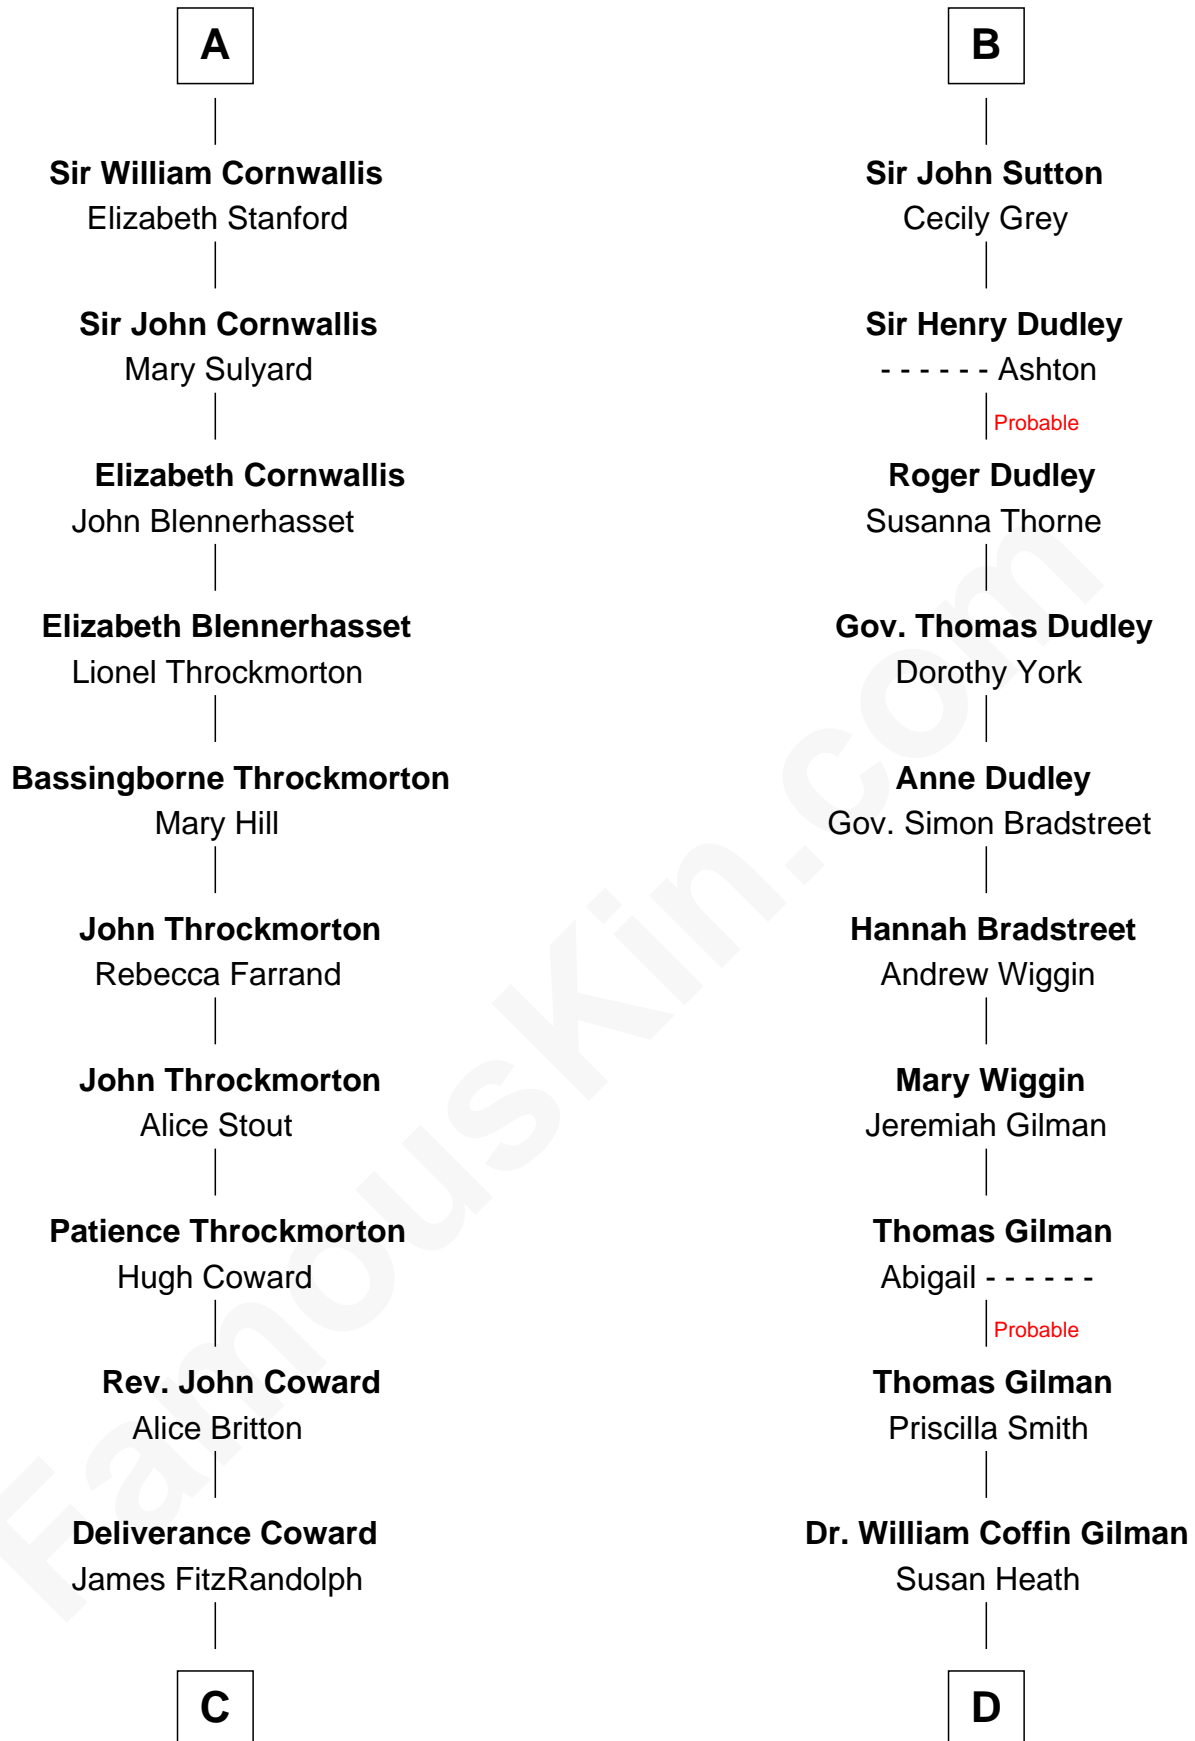 A
Sir William Cornwallis
Elizabeth Stanford
Sir John Cornwallis
Mary Sulyard
Elizabeth Cornwallis
John Blennerhasset
Elizabeth Blennerhasset
Lionel Throckmorton
Bassingborne Throckmorton
Mary Hill
John Throckmorton
Rebecca Farrand
John Throckmorton
Alice Stout
Patience Throckmorton
Hugh Coward
Rev. John Coward
Alice Britton
Deliverance Coward
James FitzRandolph
C
B
Sir John Sutton
Cecily Grey
Sir Henry Dudley
- - - - - - Ashton
Probable
Roger Dudley
Susanna Thorne
Gov. Thomas Dudley
Dorothy York
Anne Dudley
Gov. Simon Bradstreet
Hannah Bradstreet
Andrew Wiggin
Mary Wiggin
Jeremiah Gilman
Thomas Gilman
Abigail - - - - - -
Probable
Thomas Gilman
Priscilla Smith
Dr. William Coffin Gilman
Susan Heath
D
FamousKin.com